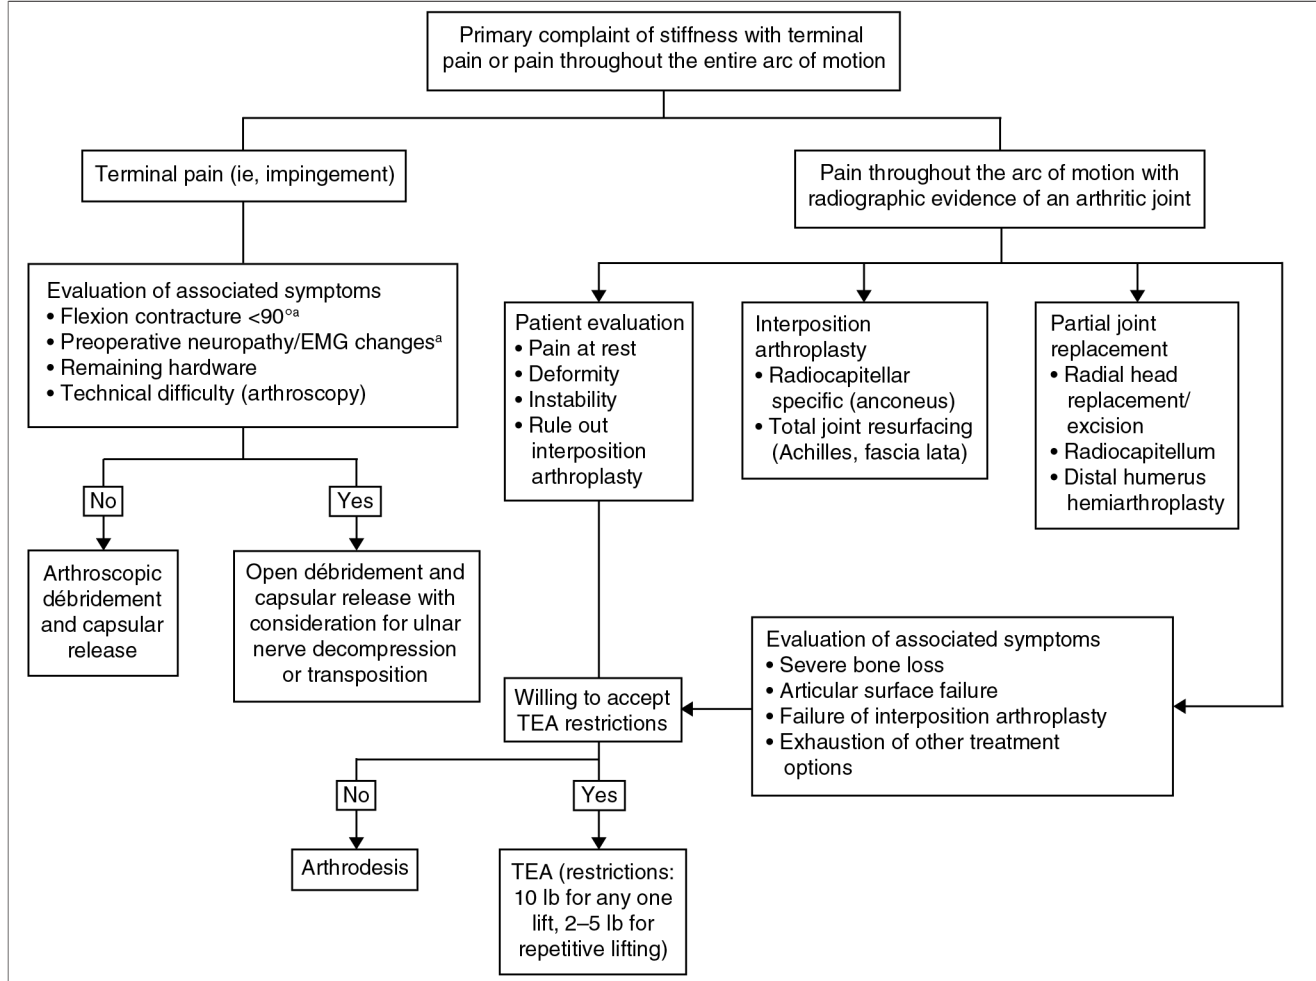 Primary complaint of stiffness with terminal
pain or pain throughout the entire arc of motion
Terminal pain (ie, impingement)
Pain throughout the arc of motion with
radiographic evidence of an arthritic joint
Evaluation of associated symptoms
• Flexion contracture <90°ᵃ
• Preoperative neuropathy/EMG changesᵃ
• Remaining hardware
• Technical difficulty (arthroscopy)
Patient evaluation
• Pain at rest
• Deformity
• Instability
• Rule out
interposition
arthroplasty
Interposition
arthroplasty
• Radiocapitellar
specific (anconeus)
• Total joint resurfacing
(Achilles, fascia lata)
Partial joint
replacement
• Radial head
replacement/
excision
• Radiocapitellum
• Distal humerus
hemiarthroplasty
No
Yes
Arthroscopic
débridement
and capsular
release
Open débridement and
capsular release with
consideration for ulnar
nerve decompression
or transposition
Evaluation of associated symptoms
• Severe bone loss
• Articular surface failure
• Failure of interposition arthroplasty
• Exhaustion of other treatment
options
Willing to accept
TEA restrictions
No
Yes
Arthrodesis
TEA (restrictions:
10 lb for any one
lift, 2–5 lb for
repetitive lifting)